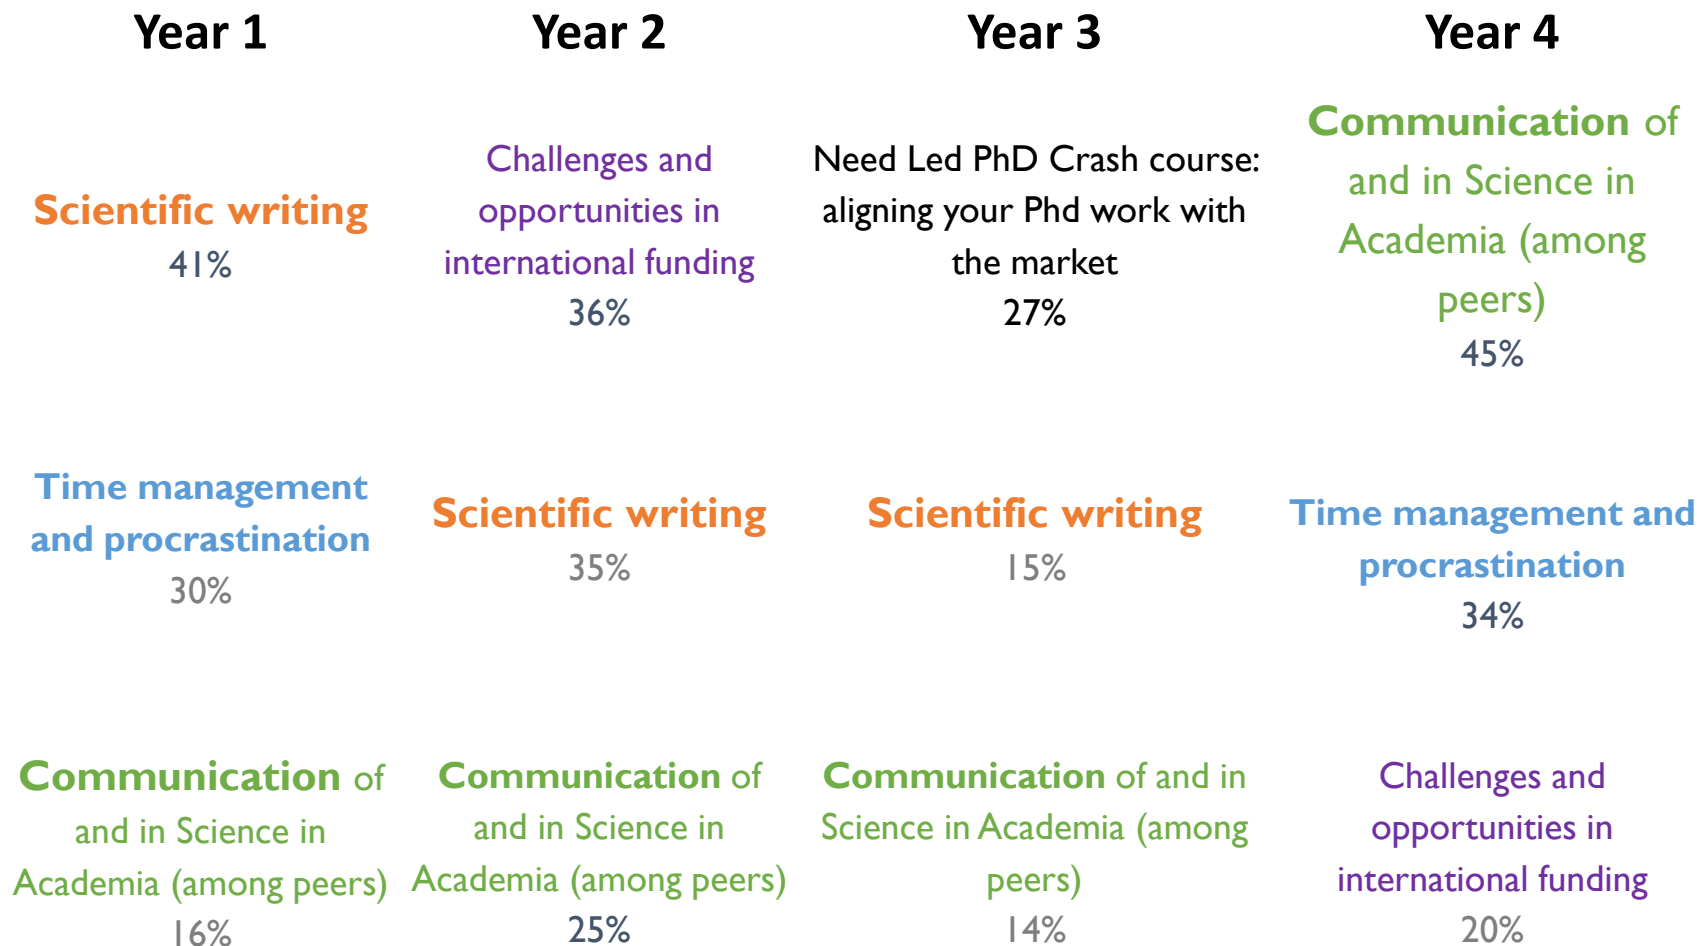 Year 1
Year 2
Year 3
Year 4
Scientific writing
41%
Challenges and
opportunities in
international funding
36%
Need Led PhD Crash course:
aligning your Phd work with
the market
27%
Communication of
and in Science in
Academia (among
peers)
45%
Time management
and procrastination
30%
Scientific writing
35%
Scientific writing
15%
Time management and
procrastination
34%
Communication of
and in Science in
Academia (among peers)
16%
Communication of
and in Science in
Academia (among peers)
25%
Communication of and in
Science in Academia (among
peers)
14%
Challenges and
opportunities in
international funding
20%